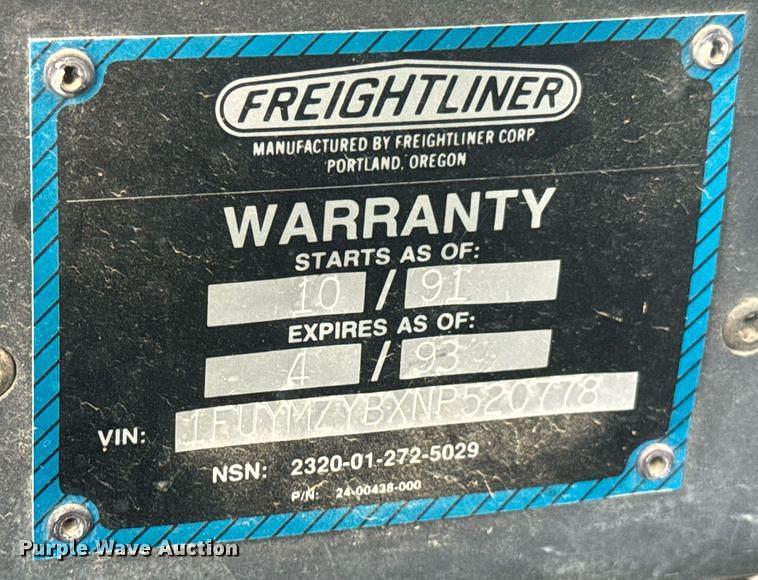 FREIGHTLINER
MANUFACTURED BY FREIGHTLINER CORP.
PORTLAND, OREGON
WARRANTY
STARTS AS OF:
10 / 91
EXPIRES AS OF:
4 / 93
VIN: 1FUYMZYBXNP520778
NSN: 2320-01-272-5029
P/N: 24-00438-000
Purple Wave Auction